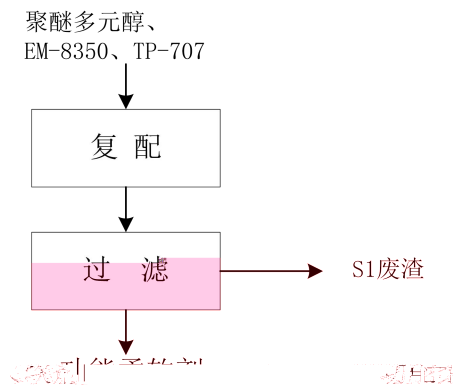 聚醚多元醇、
EM-8350、TP-707
复 配
过 滤
S1废渣